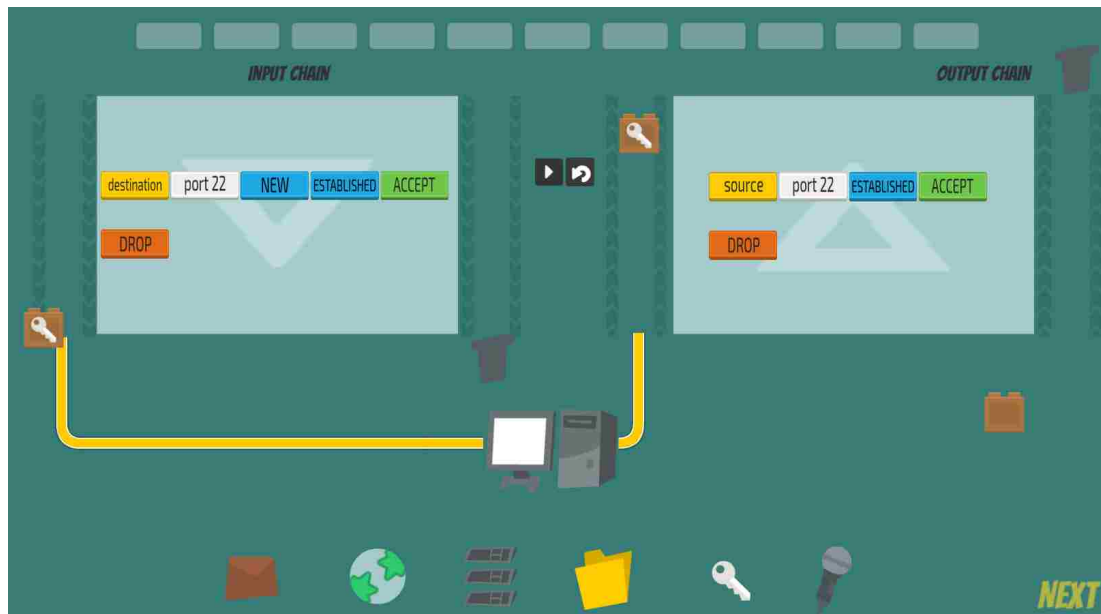 INPUT CHAIN
OUTPUT CHAIN
destination port 22 NEW ESTABLISHED ACCEPT
DROP
source port 22 ESTABLISHED ACCEPT
DROP
NEXT